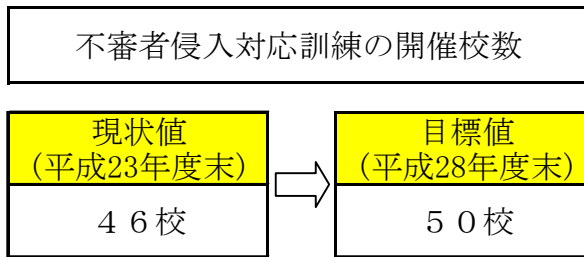 不審者侵入対応訓練の開催校数
現状値
(平成23年度末)
４６校
目標値
(平成28年度末)
５０校